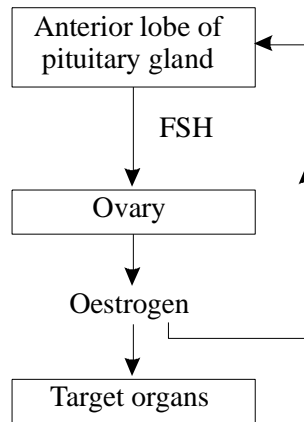 Anterior lobe of
pituitary gland
FSH
Ovary
Oestrogen
Target organs